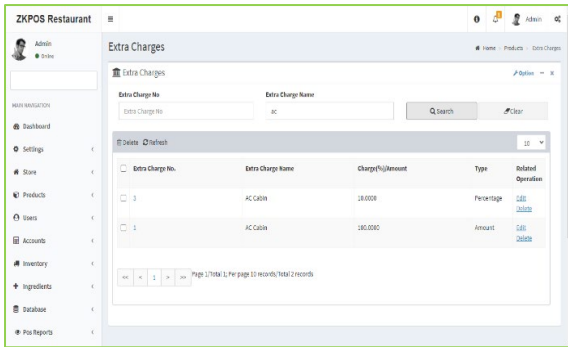 ZKPOS Restaurant
Admin
Admin
Online
Extra Charges
Home Products Extra Charges
Extra Charges
Option
Extra Charge No
Extra Charge Name
Extra Charge No
ac
Search
Clear
MAIN NAVIGATION
Dashboard
Settings
Store
Products
Users
Accounts
Inventory
Ingredients
Database
Pos Reports
Delete Refresh
10
Extra Charge No. Extra Charge Name Charge(%)/Amount Type Related Operation
AC Cabin 10.0000 Percentage Edit
Delete
AC Cabin 100.0000 Amount Edit
Delete
<< < 1 > >> Page 1/Total 1; Per page 10 records/Total 2 records